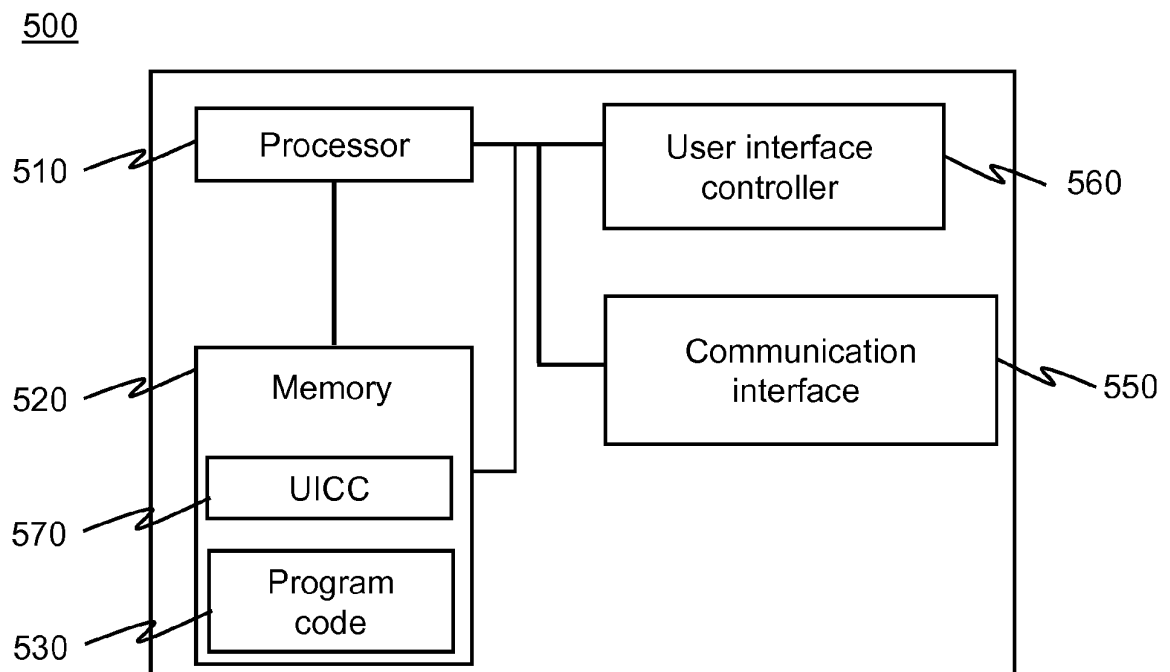 500
Processor
510
User interface
controller
560
520
Memory
Communication
interface
550
UICC
570
Program
code
530